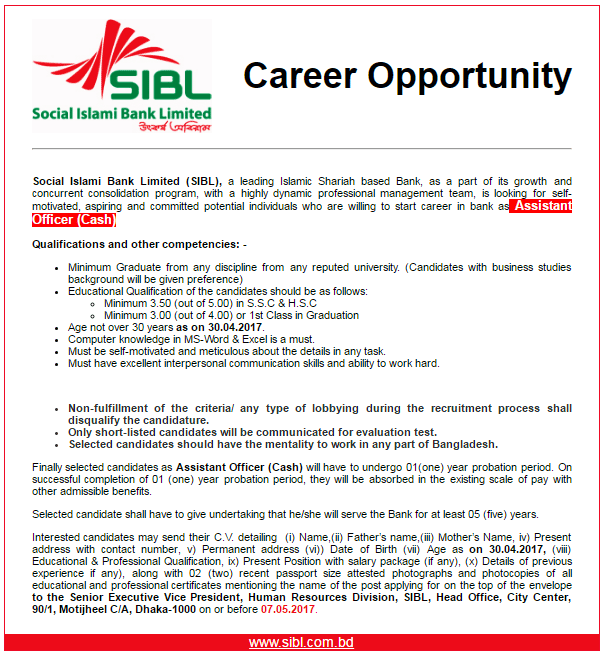 SIBL
Social Islami Bank Limited
উৎকর্ষে অবিরাম
Career Opportunity
Social Islami Bank Limited (SIBL), a leading Islamic Shariah based Bank, as a part of its growth and
concurrent consolidation program, with a highly dynamic professional management team, is looking for self-
motivated, aspiring and committed potential individuals who are willing to start career in bank as Assistant
Officer (Cash)
Qualifications and other competencies: -
• Minimum Graduate from any discipline from any reputed university. (Candidates with business studies
background will be given preference)
• Educational Qualification of the candidates should be as follows:
○ Minimum 3.50 (out of 5.00) in S.S.C & H.S.C
○ Minimum 3.00 (out of 4.00) or 1st Class in Graduation
• Age not over 30 years as on 30.04.2017.
• Computer knowledge in MS-Word & Excel is a must.
• Must be self-motivated and meticulous about the details in any task.
• Must have excellent interpersonal communication skills and ability to work hard.
• Non-fulfillment of the criteria/ any type of lobbying during the recruitment process shall
disqualify the candidature.
• Only short-listed candidates will be communicated for evaluation test.
• Selected candidates should have the mentality to work in any part of Bangladesh.
Finally selected candidates as Assistant Officer (Cash) will have to undergo 01(one) year probation period. On
successful completion of 01 (one) year probation period, they will be absorbed in the existing scale of pay with
other admissible benefits.
Selected candidate shall have to give undertaking that he/she will serve the Bank for at least 05 (five) years.
Interested candidates may send their C.V. detailing (i) Name,(ii) Father's name,(iii) Mother's Name, iv) Present
address with contact number, v) Permanent address (vi)) Date of Birth (vii) Age as on 30.04.2017, (viii)
Educational & Professional Qualification, ix) Present Position with salary package (if any), (x) Details of previous
experience if any), along with 02 (two) recent passport size attested photographs and photocopies of all
educational and professional certificates mentioning the name of the post applying for on the top of the envelope
to the Senior Executive Vice President, Human Resources Division, SIBL, Head Office, City Center,
90/1, Motijheel C/A, Dhaka-1000 on or before 07.05.2017.
www.sibl.com.bd